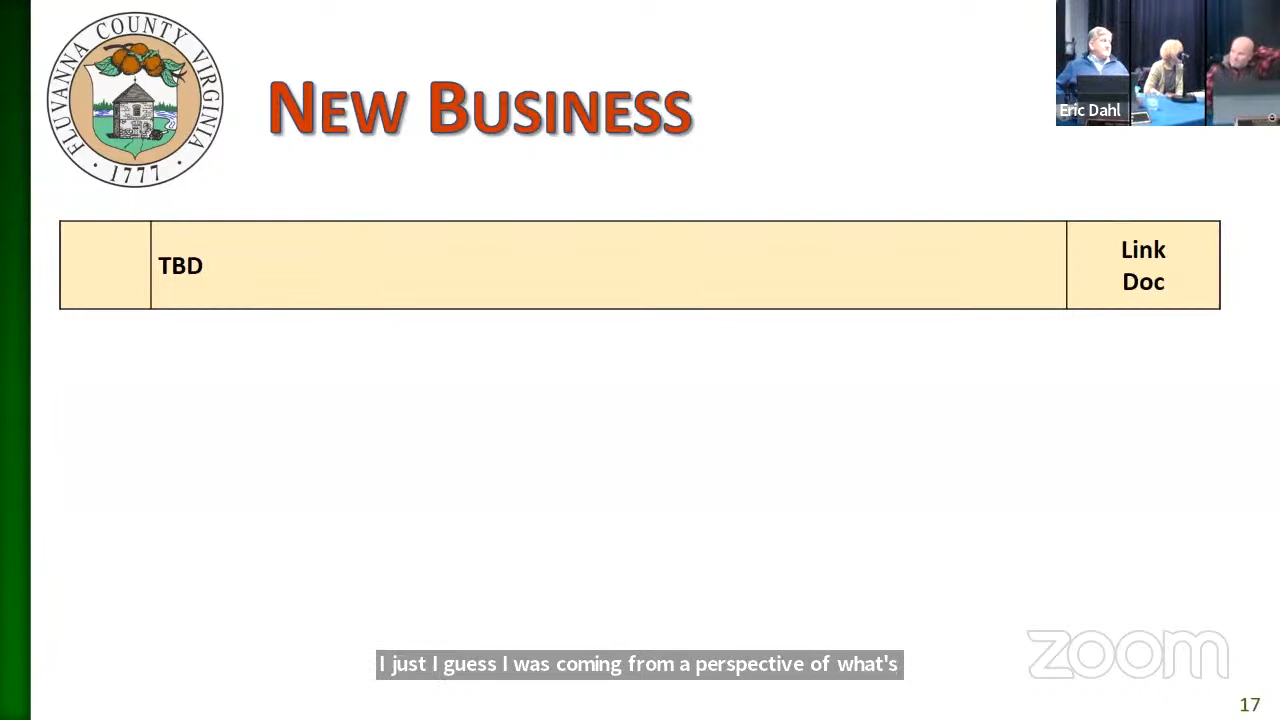 FLUVANNA COUNTY VIRGINIA
• 1777 •
NEW BUSINESS
Eric Dahl
TBD
Link
Doc
I just I guess I was coming from a perspective of what's
zoom
17